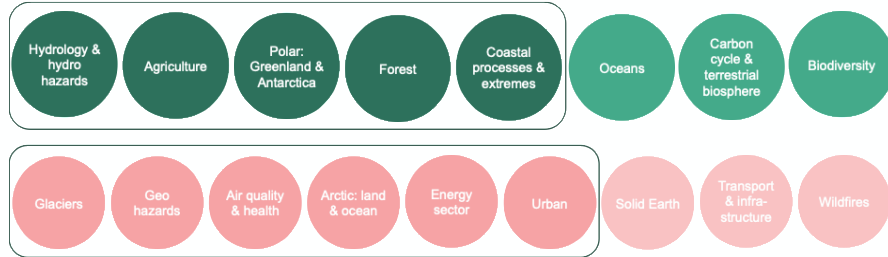 Hydrology &
hydro
hazards
Agriculture
Polar:
Greenland &
Antarctica
Forest
Coastal
processes &
extremes
Oceans
Carbon
cycle &
terrestrial
biosphere
Biodiversity
Glaciers
Geo
hazards
Air quality
& health
Arctic: land
& ocean
Energy
sector
Urban
Solid Earth
Transport
& infra-
structure
Wildfires